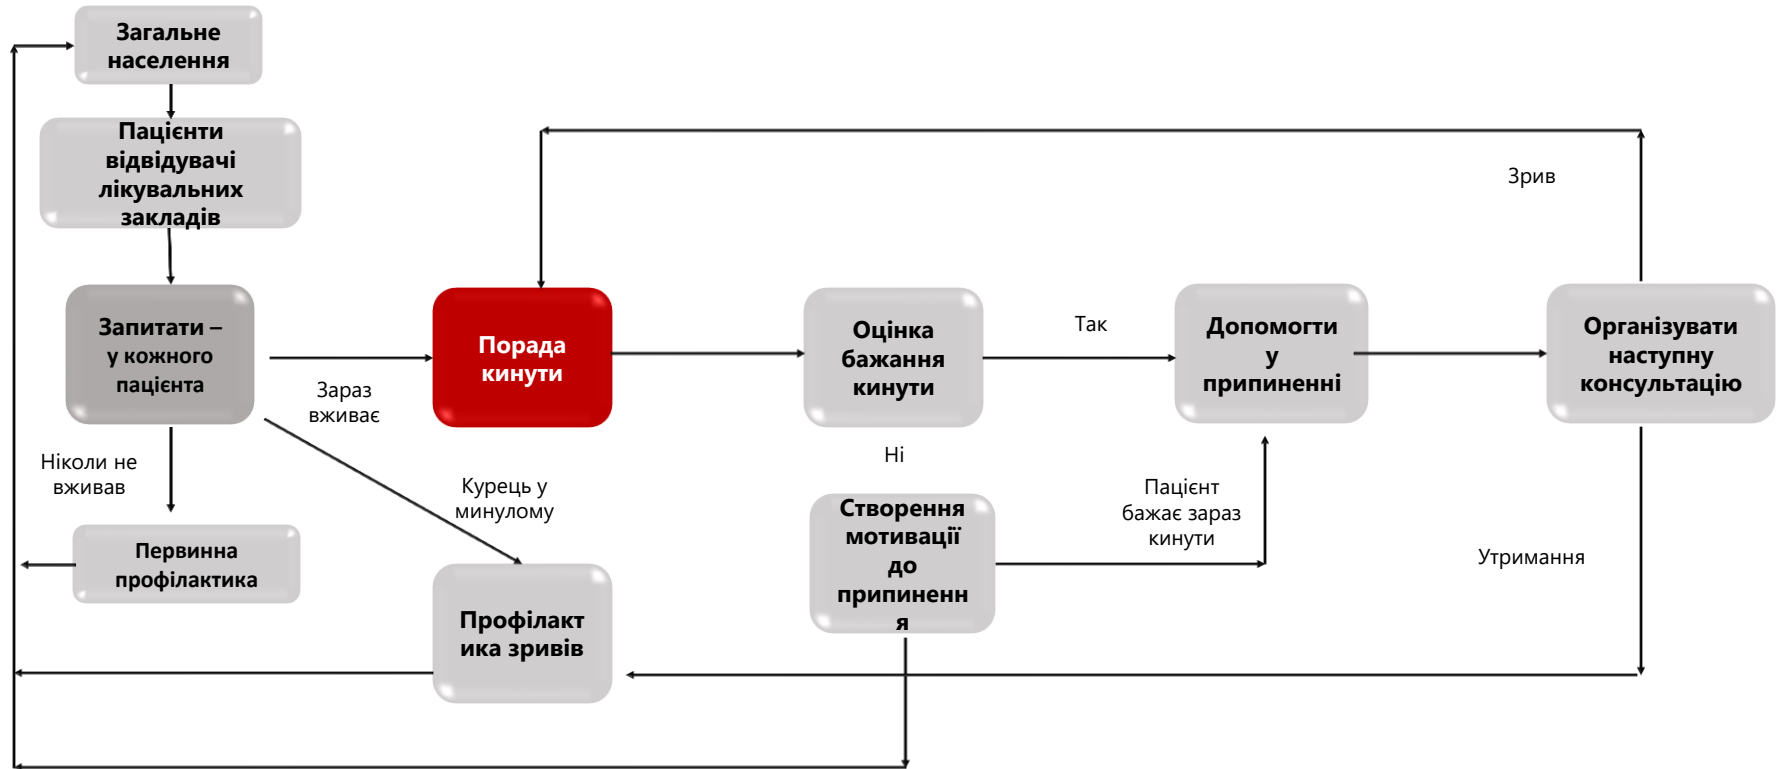 Загальне
населення
Пацієнти
відвідувачі
лікувальних
закладів
Запитати –
у кожного
пацієнта
Зараз
вживає
Ніколи не
вживав
Первинна
профілактика
Курець у
минулому
Профілакт
ика зривів
Порада
кинути
Оцінка
бажання
кинути
Так
Ні
Створення
мотивації
до
припиненн
я
Пацієнт
бажає зараз
кинути
Допомогти
у
припиненні
Організувати
наступну
консультацію
Зрив
Утримання